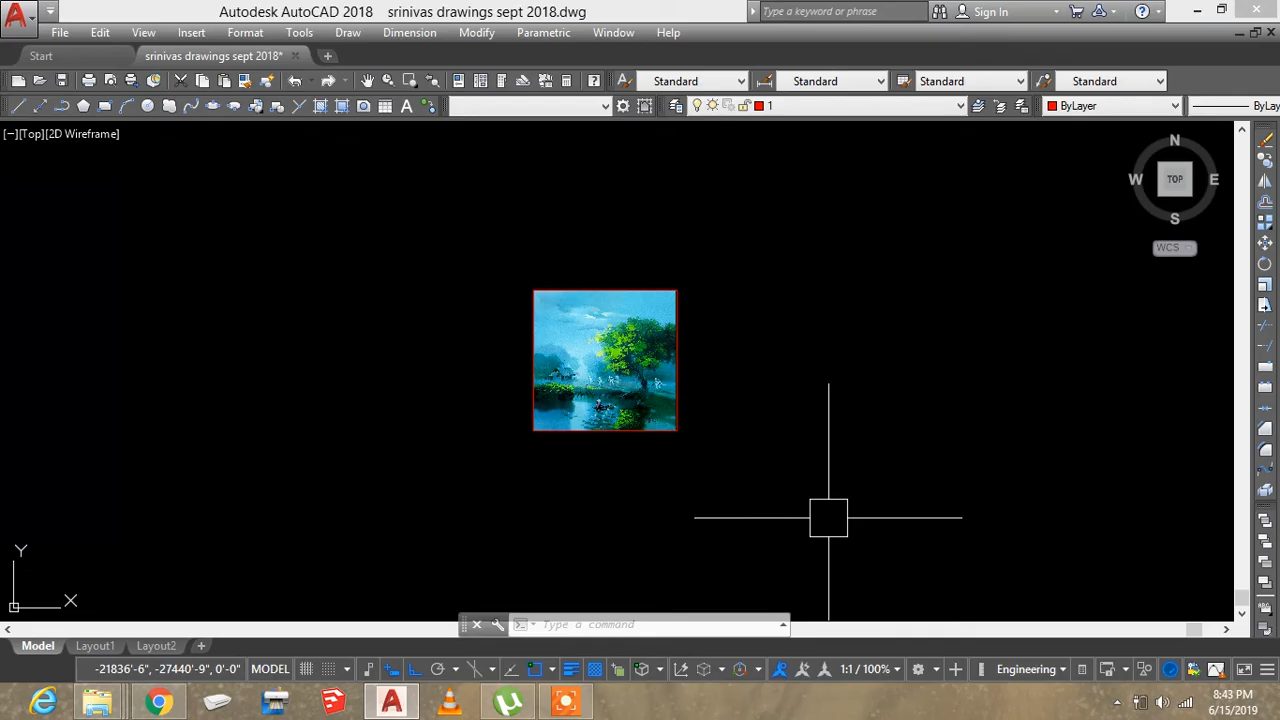 Autodesk AutoCAD 2018 srinivas drawings sept 2018.dwg
Type a keyword or phrase
Sign In
File Edit View Insert Format Tools Draw Dimension Modify Parametric Window Help
Start
srinivas drawings sept 2018*
Standard Standard Standard Standard
A 1 ByLayer ByLay
[−][Top][2D Wireframe]
N
W TOP E
S
WCS
Y
X
Type a command
Model Layout1 Layout2
-21836'-6", -27440'-9", 0'-0" MODEL 1:1 / 100% Engineering
8:43 PM
6/15/2019